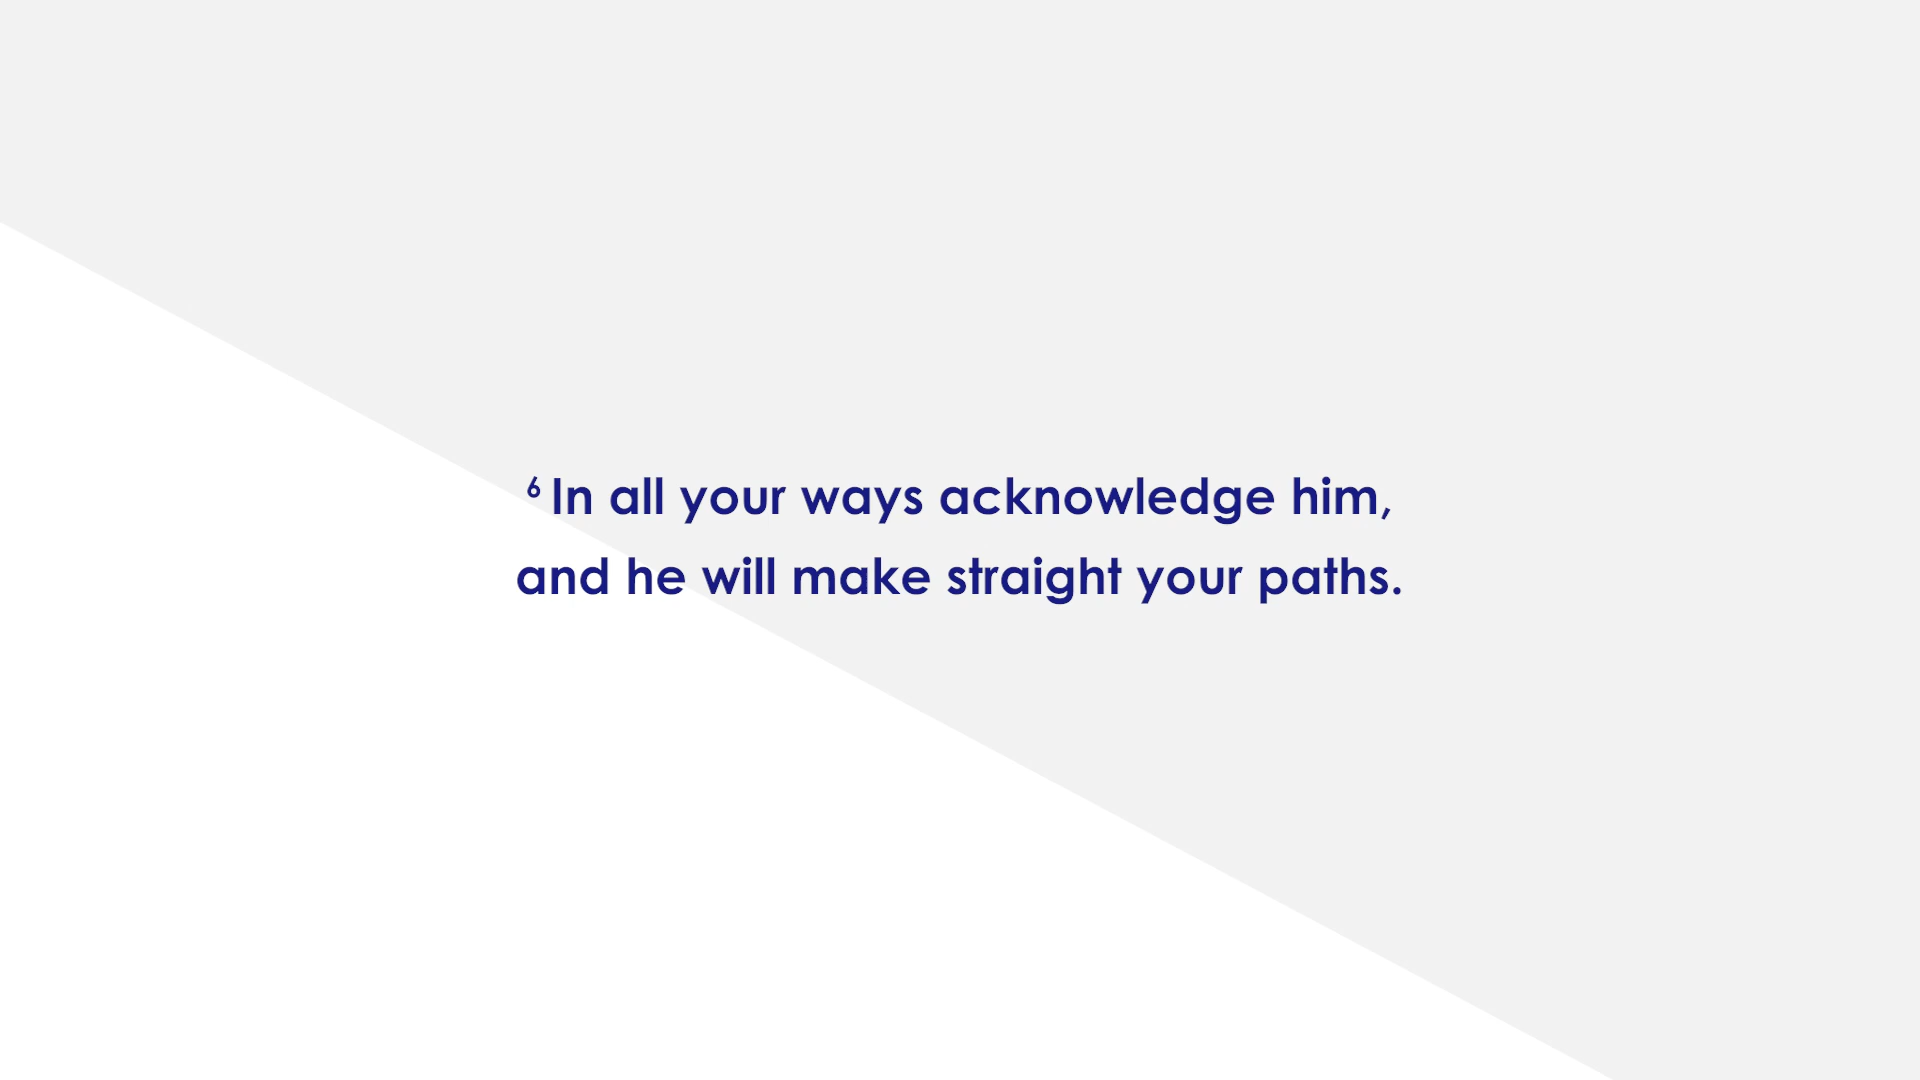 ⁶ In all your ways acknowledge him,
and he will make straight your paths.